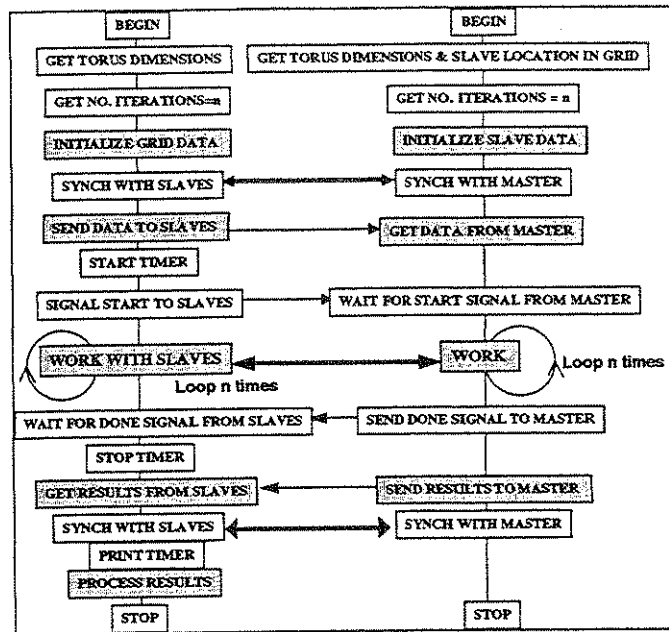 BEGIN
BEGIN
GET TORUS DIMENSIONS
GET TORUS DIMENSIONS & SLAVE LOCATION IN GRID
GET NO. ITERATIONS=n
GET NO. ITERATIONS = n
INITIALIZE GRID DATA
INITIALIZE SLAVE DATA
SYNCH WITH SLAVES
SYNCH WITH MASTER
SEND DATA TO SLAVES
GET DATA FROM MASTER
START TIMER
SIGNAL START TO SLAVES
WAIT FOR START SIGNAL FROM MASTER
WORK WITH SLAVES
WORK
Loop n times
Loop n times
WAIT FOR DONE SIGNAL FROM SLAVES
SEND DONE SIGNAL TO MASTER
STOP TIMER
GET RESULTS FROM SLAVES
SEND RESULTS TO MASTER
SYNCH WITH SLAVES
SYNCH WITH MASTER
PRINT TIMER
PROCESS RESULTS
STOP
STOP